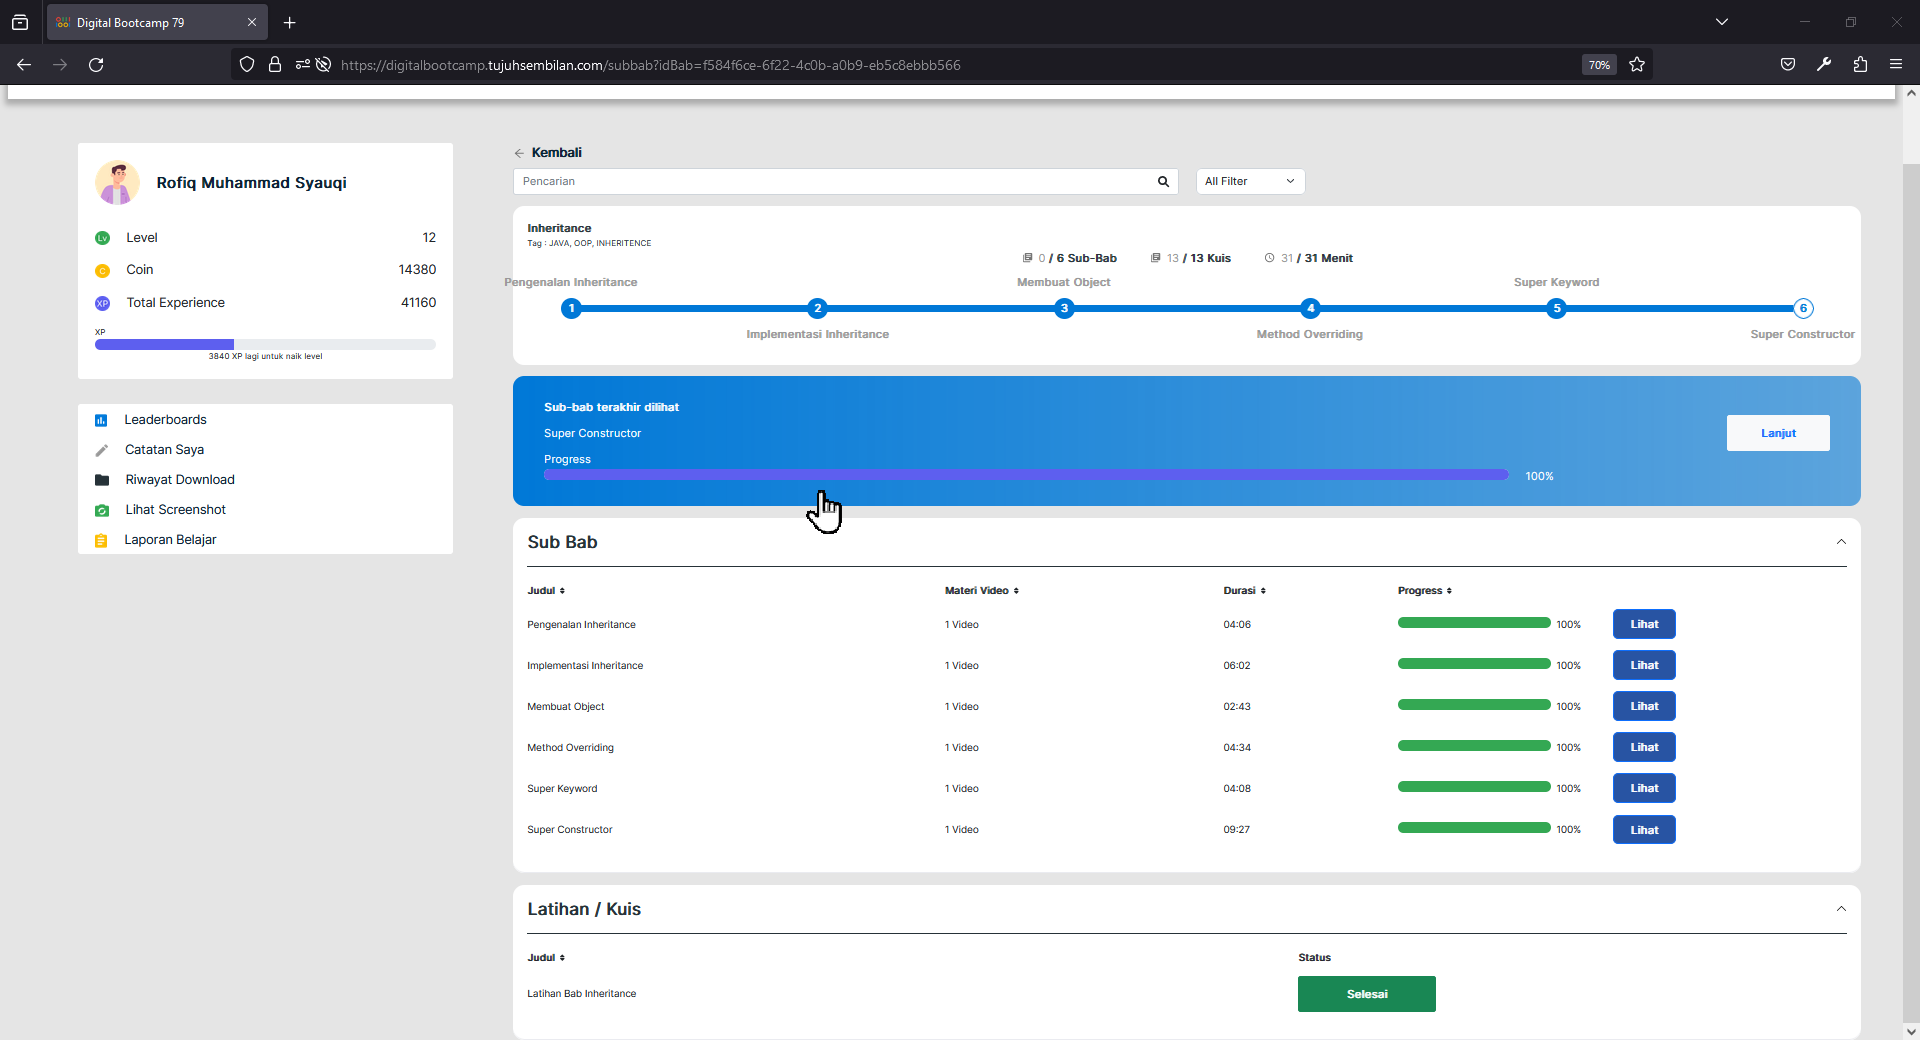 Digital Bootcamp 79
https://digitalbootcamp.tujuhsembilan.com/subbab?idBab=f584f6ce-6f22-4c0b-a0b9-eb5c8ebbb566
70%
Rofiq Muhammad Syauqi
Lv Level 12
C Coin 14380
XP Total Experience 41160
XP
3840 XP lagi untuk naik level
Leaderboards
Catatan Saya
Riwayat Download
Lihat Screenshot
Laporan Belajar
Kembali
Pencarian
All Filter
Inheritance
Tag : JAVA, OOP, INHERITENCE
0 / 6 Sub-Bab 13 / 13 Kuis 31 / 31 Menit
Pengenalan Inheritance Membuat Object Super Keyword
1 2 3 4 5 6
Implementasi Inheritance Method Overriding Super Constructor
Sub-bab terakhir dilihat
Super Constructor
Progress
100%
Lanjut
Sub Bab
Judul Materi Video Durasi Progress
Pengenalan Inheritance 1 Video 04:06 100% Lihat
Implementasi Inheritance 1 Video 06:02 100% Lihat
Membuat Object 1 Video 02:43 100% Lihat
Method Overriding 1 Video 04:34 100% Lihat
Super Keyword 1 Video 04:08 100% Lihat
Super Constructor 1 Video 09:27 100% Lihat
Latihan / Kuis
Judul Status
Latihan Bab Inheritance Selesai